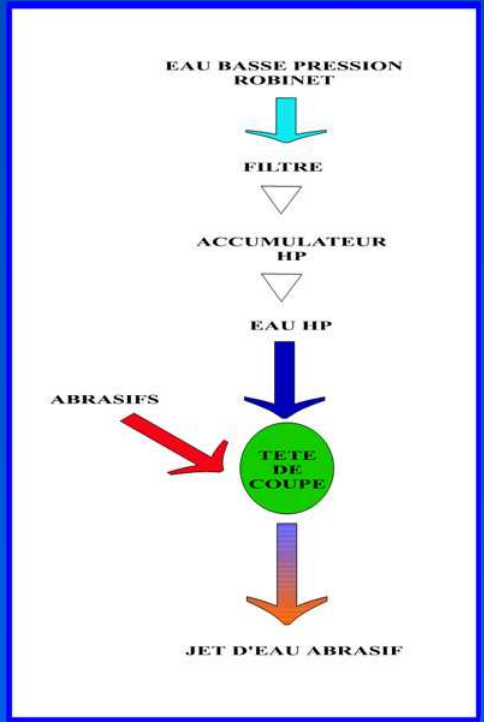 EAU BASSE PRESSION
ROBINET
FILTRE
ACCUMULATEUR
HP
EAU HP
ABRASIFS
TETE
DE
COUPE
JET D'EAU ABRASIF